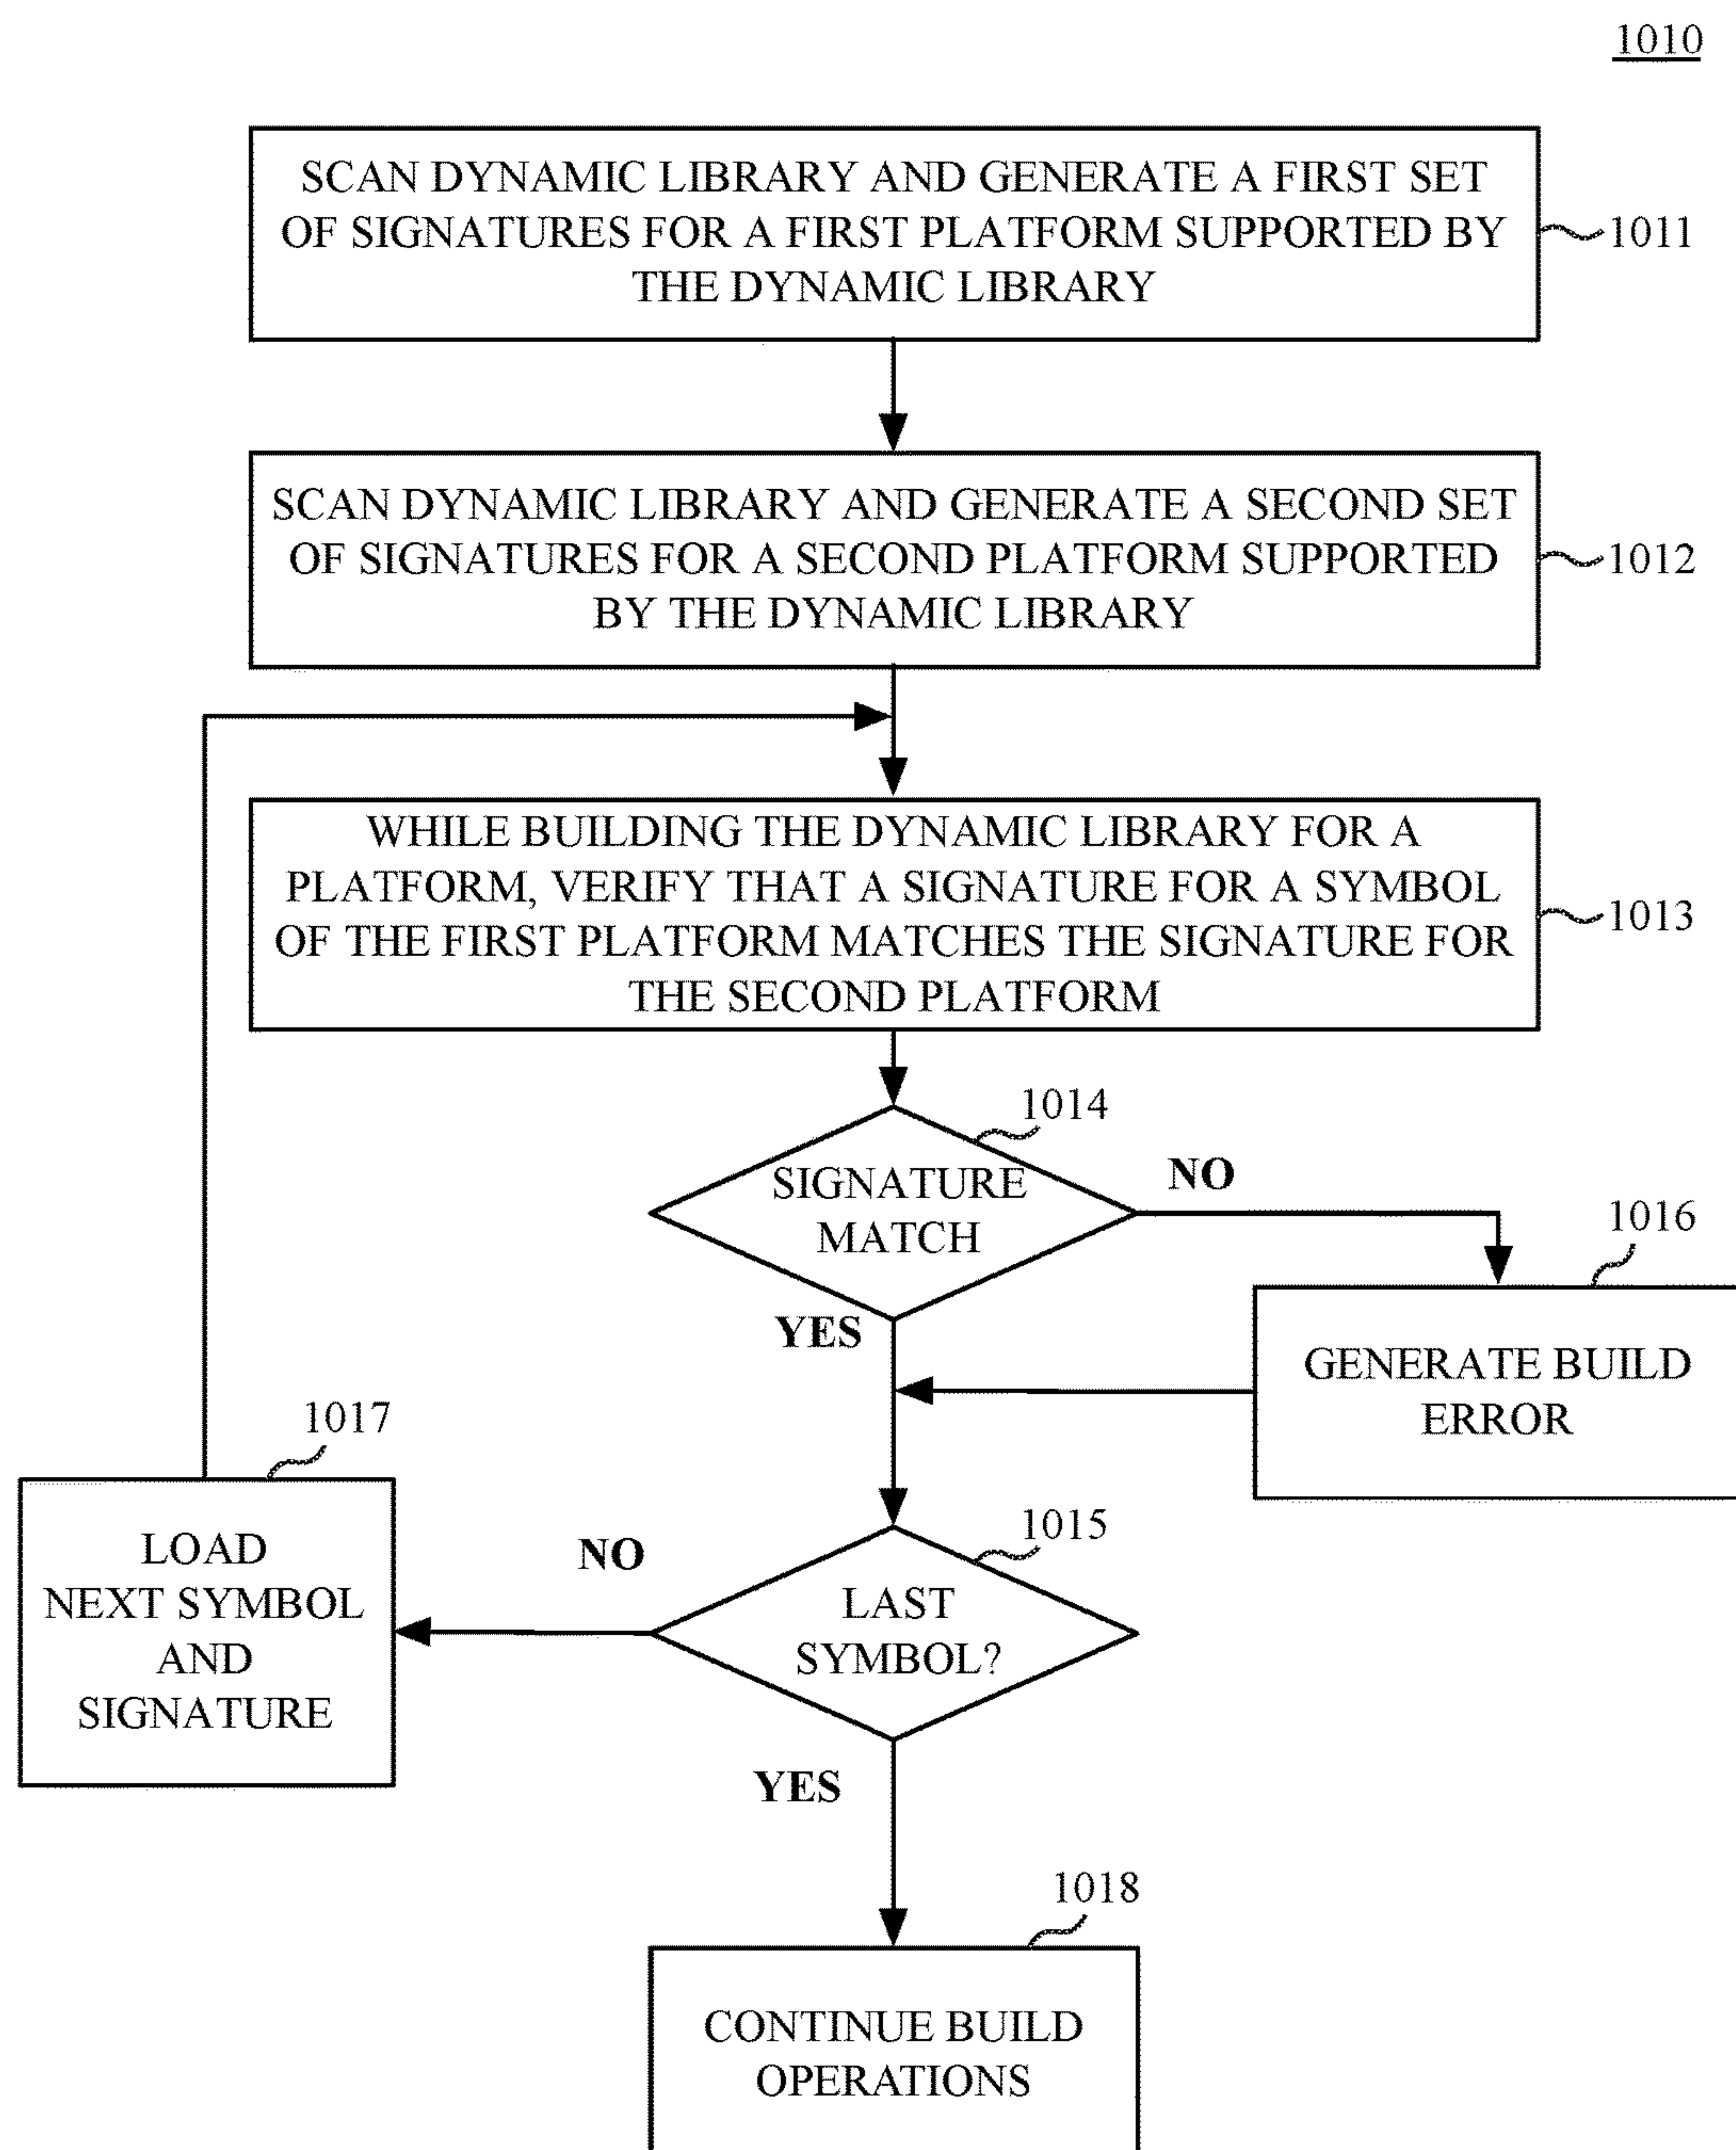 1010
SCAN DYNAMIC LIBRARY AND GENERATE A FIRST SET
OF SIGNATURES FOR A FIRST PLATFORM SUPPORTED BY
THE DYNAMIC LIBRARY
1011
SCAN DYNAMIC LIBRARY AND GENERATE A SECOND SET
OF SIGNATURES FOR A SECOND PLATFORM SUPPORTED
BY THE DYNAMIC LIBRARY
1012
WHILE BUILDING THE DYNAMIC LIBRARY FOR A
PLATFORM, VERIFY THAT A SIGNATURE FOR A SYMBOL
OF THE FIRST PLATFORM MATCHES THE SIGNATURE FOR
THE SECOND PLATFORM
1013
1014
SIGNATURE
MATCH
NO
YES
1016
GENERATE BUILD
ERROR
1017
LOAD
NEXT SYMBOL
AND
SIGNATURE
1015
NO
LAST
SYMBOL?
YES
1018
CONTINUE BUILD
OPERATIONS